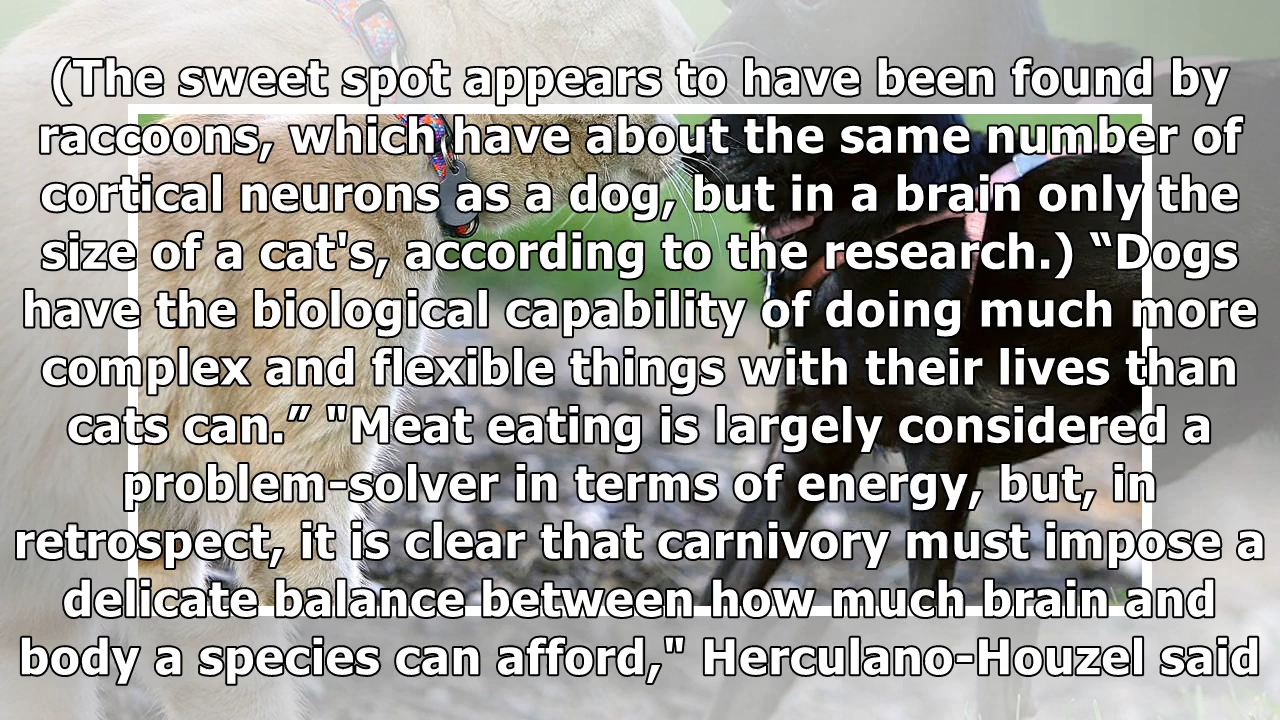 (The sweet spot appears to have been found by
raccoons, which have about the same number of
cortical neurons as a dog, but in a brain only the
size of a cat's, according to the research.) “Dogs
have the biological capability of doing much more
complex and flexible things with their lives than
cats can.” "Meat eating is largely considered a
problem-solver in terms of energy, but, in
retrospect, it is clear that carnivory must impose a
delicate balance between how much brain and
body a species can afford," Herculano-Houzel said